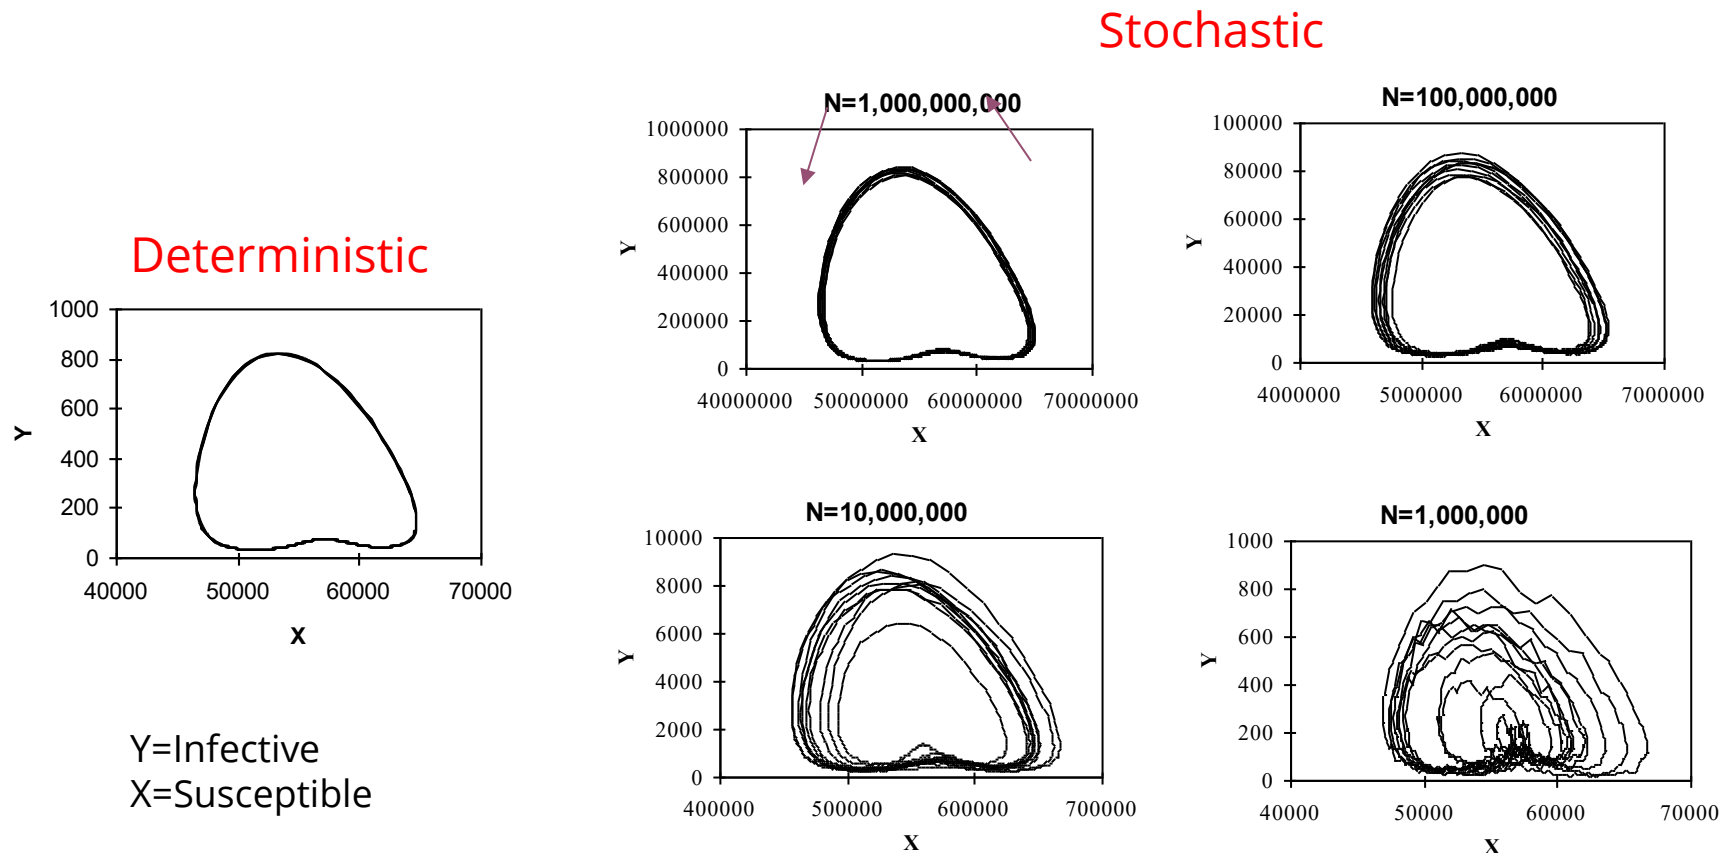 Stochastic
Deterministic
1000
800
600
400
200
0
Y
40000 50000 60000 70000
X
Y=Infective
X=Susceptible
N=1,000,000,000
1000000
800000
600000
400000
200000
0
Y
40000000 50000000 60000000 70000000
X
N=100,000,000
100000
80000
60000
40000
20000
0
Y
4000000 5000000 6000000 7000000
X
N=10,000,000
10000
8000
6000
4000
2000
0
Y
400000 500000 600000 700000
X
N=1,000,000
1000
800
600
400
200
0
Y
40000 50000 60000 70000
X